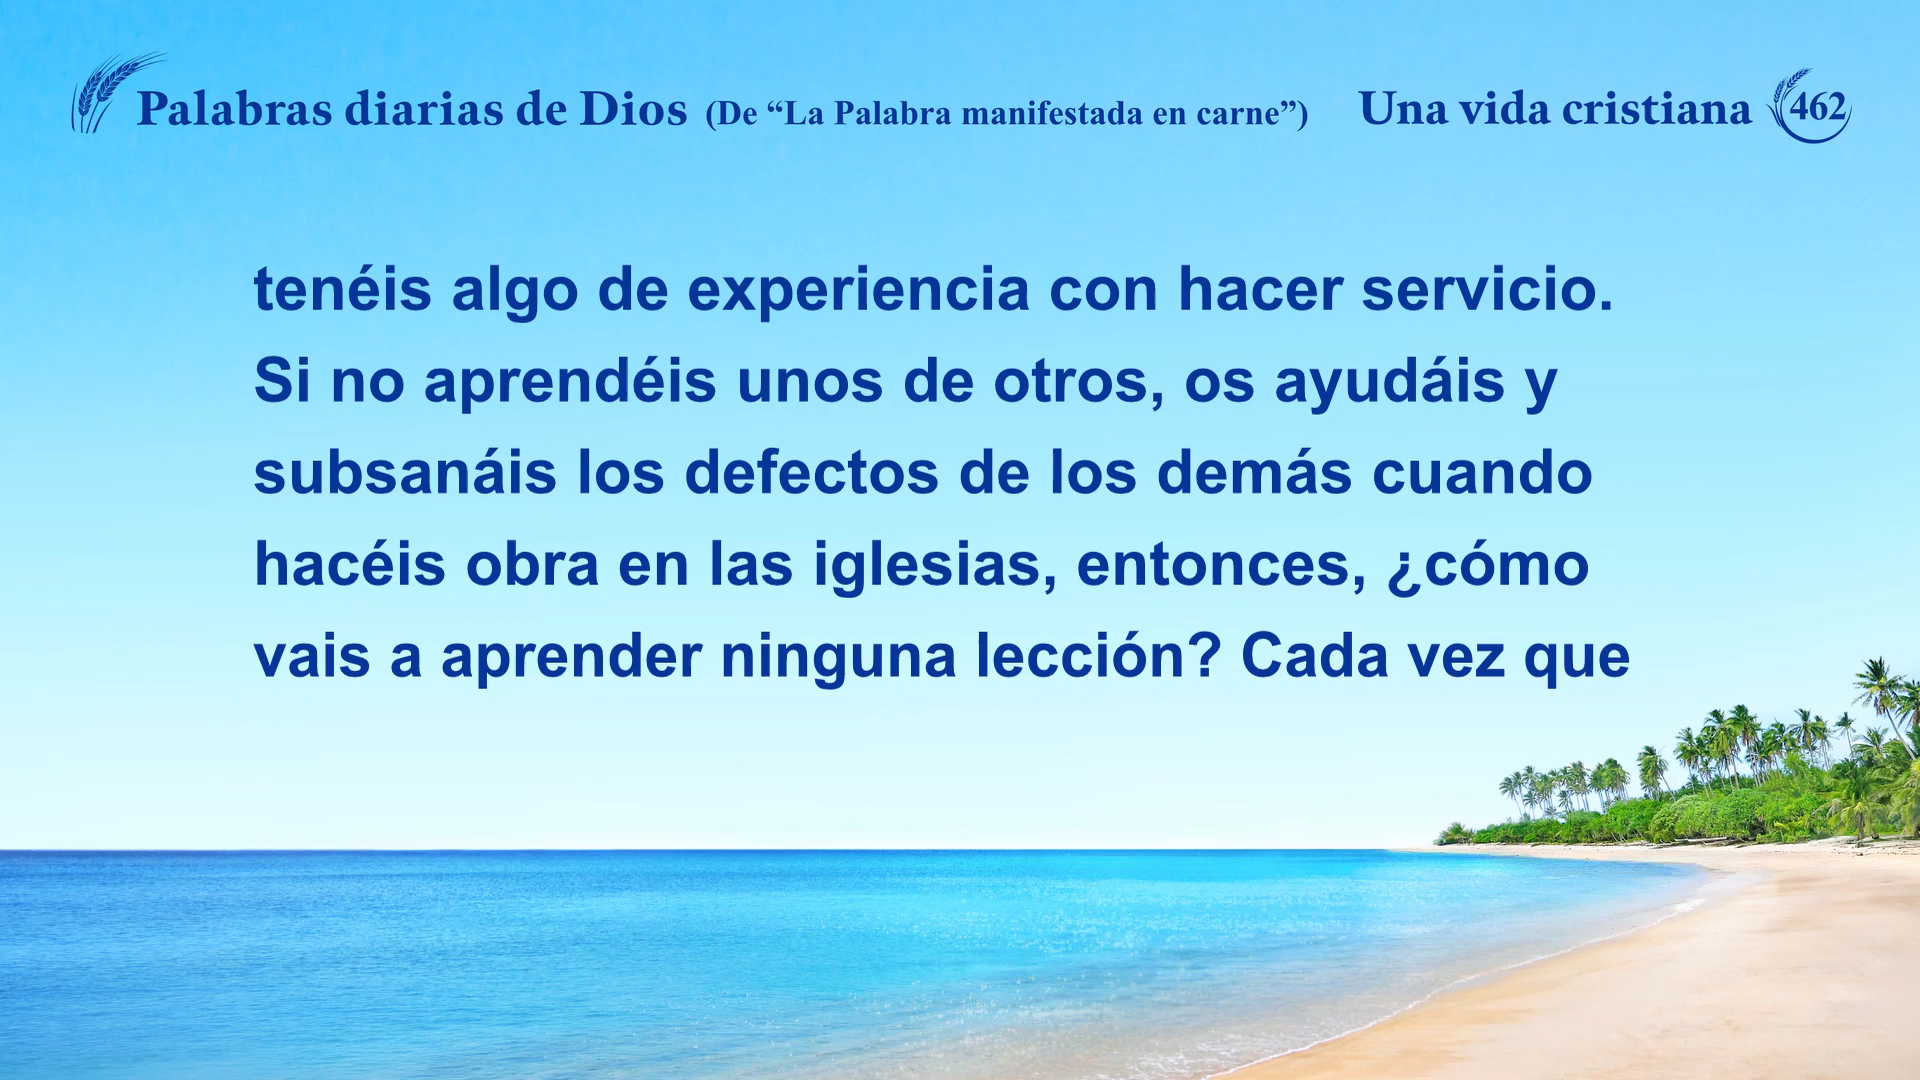 Palabras diarias de Dios (De “La Palabra manifestada en carne”) Una vida cristiana 462
tenéis algo de experiencia con hacer servicio.
Si no aprendéis unos de otros, os ayudáis y
subsanáis los defectos de los demás cuando
hacéis obra en las iglesias, entonces, ¿cómo
vais a aprender ninguna lección? Cada vez que